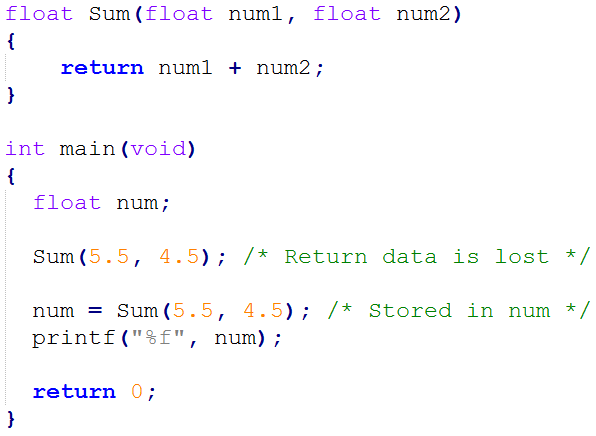 float Sum(float num1, float num2)
{
    return num1 + num2;
}
int main(void)
{
  float num;
  Sum(5.5, 4.5); /* Return data is lost */
  num = Sum(5.5, 4.5); /* Stored in num */
  printf("%f", num);
  return 0;
}